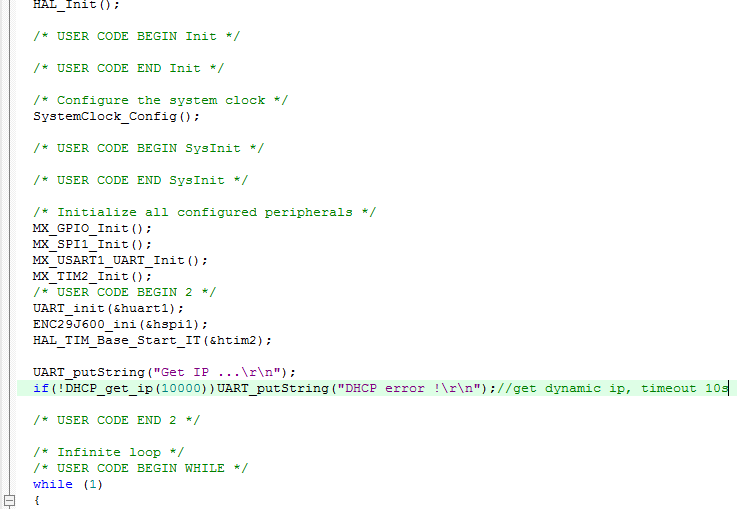 HAL_Init();
/* USER CODE BEGIN Init */
/* USER CODE END Init */
/* Configure the system clock */
SystemClock_Config();
/* USER CODE BEGIN SysInit */
/* USER CODE END SysInit */
/* Initialize all configured peripherals */
MX_GPIO_Init();
MX_SPI1_Init();
MX_USART1_UART_Init();
MX_TIM2_Init();
/* USER CODE BEGIN 2 */
UART_init(&huart1);
ENC29J600_ini(&hspi1);
HAL_TIM_Base_Start_IT(&htim2);
UART_putString("Get IP ...\r\n");
if(!DHCP_get_ip(10000))UART_putString("DHCP error !\r\n");//get dynamic ip, timeout 10s
/* USER CODE END 2 */
/* Infinite loop */
/* USER CODE BEGIN WHILE */
while (1)
{